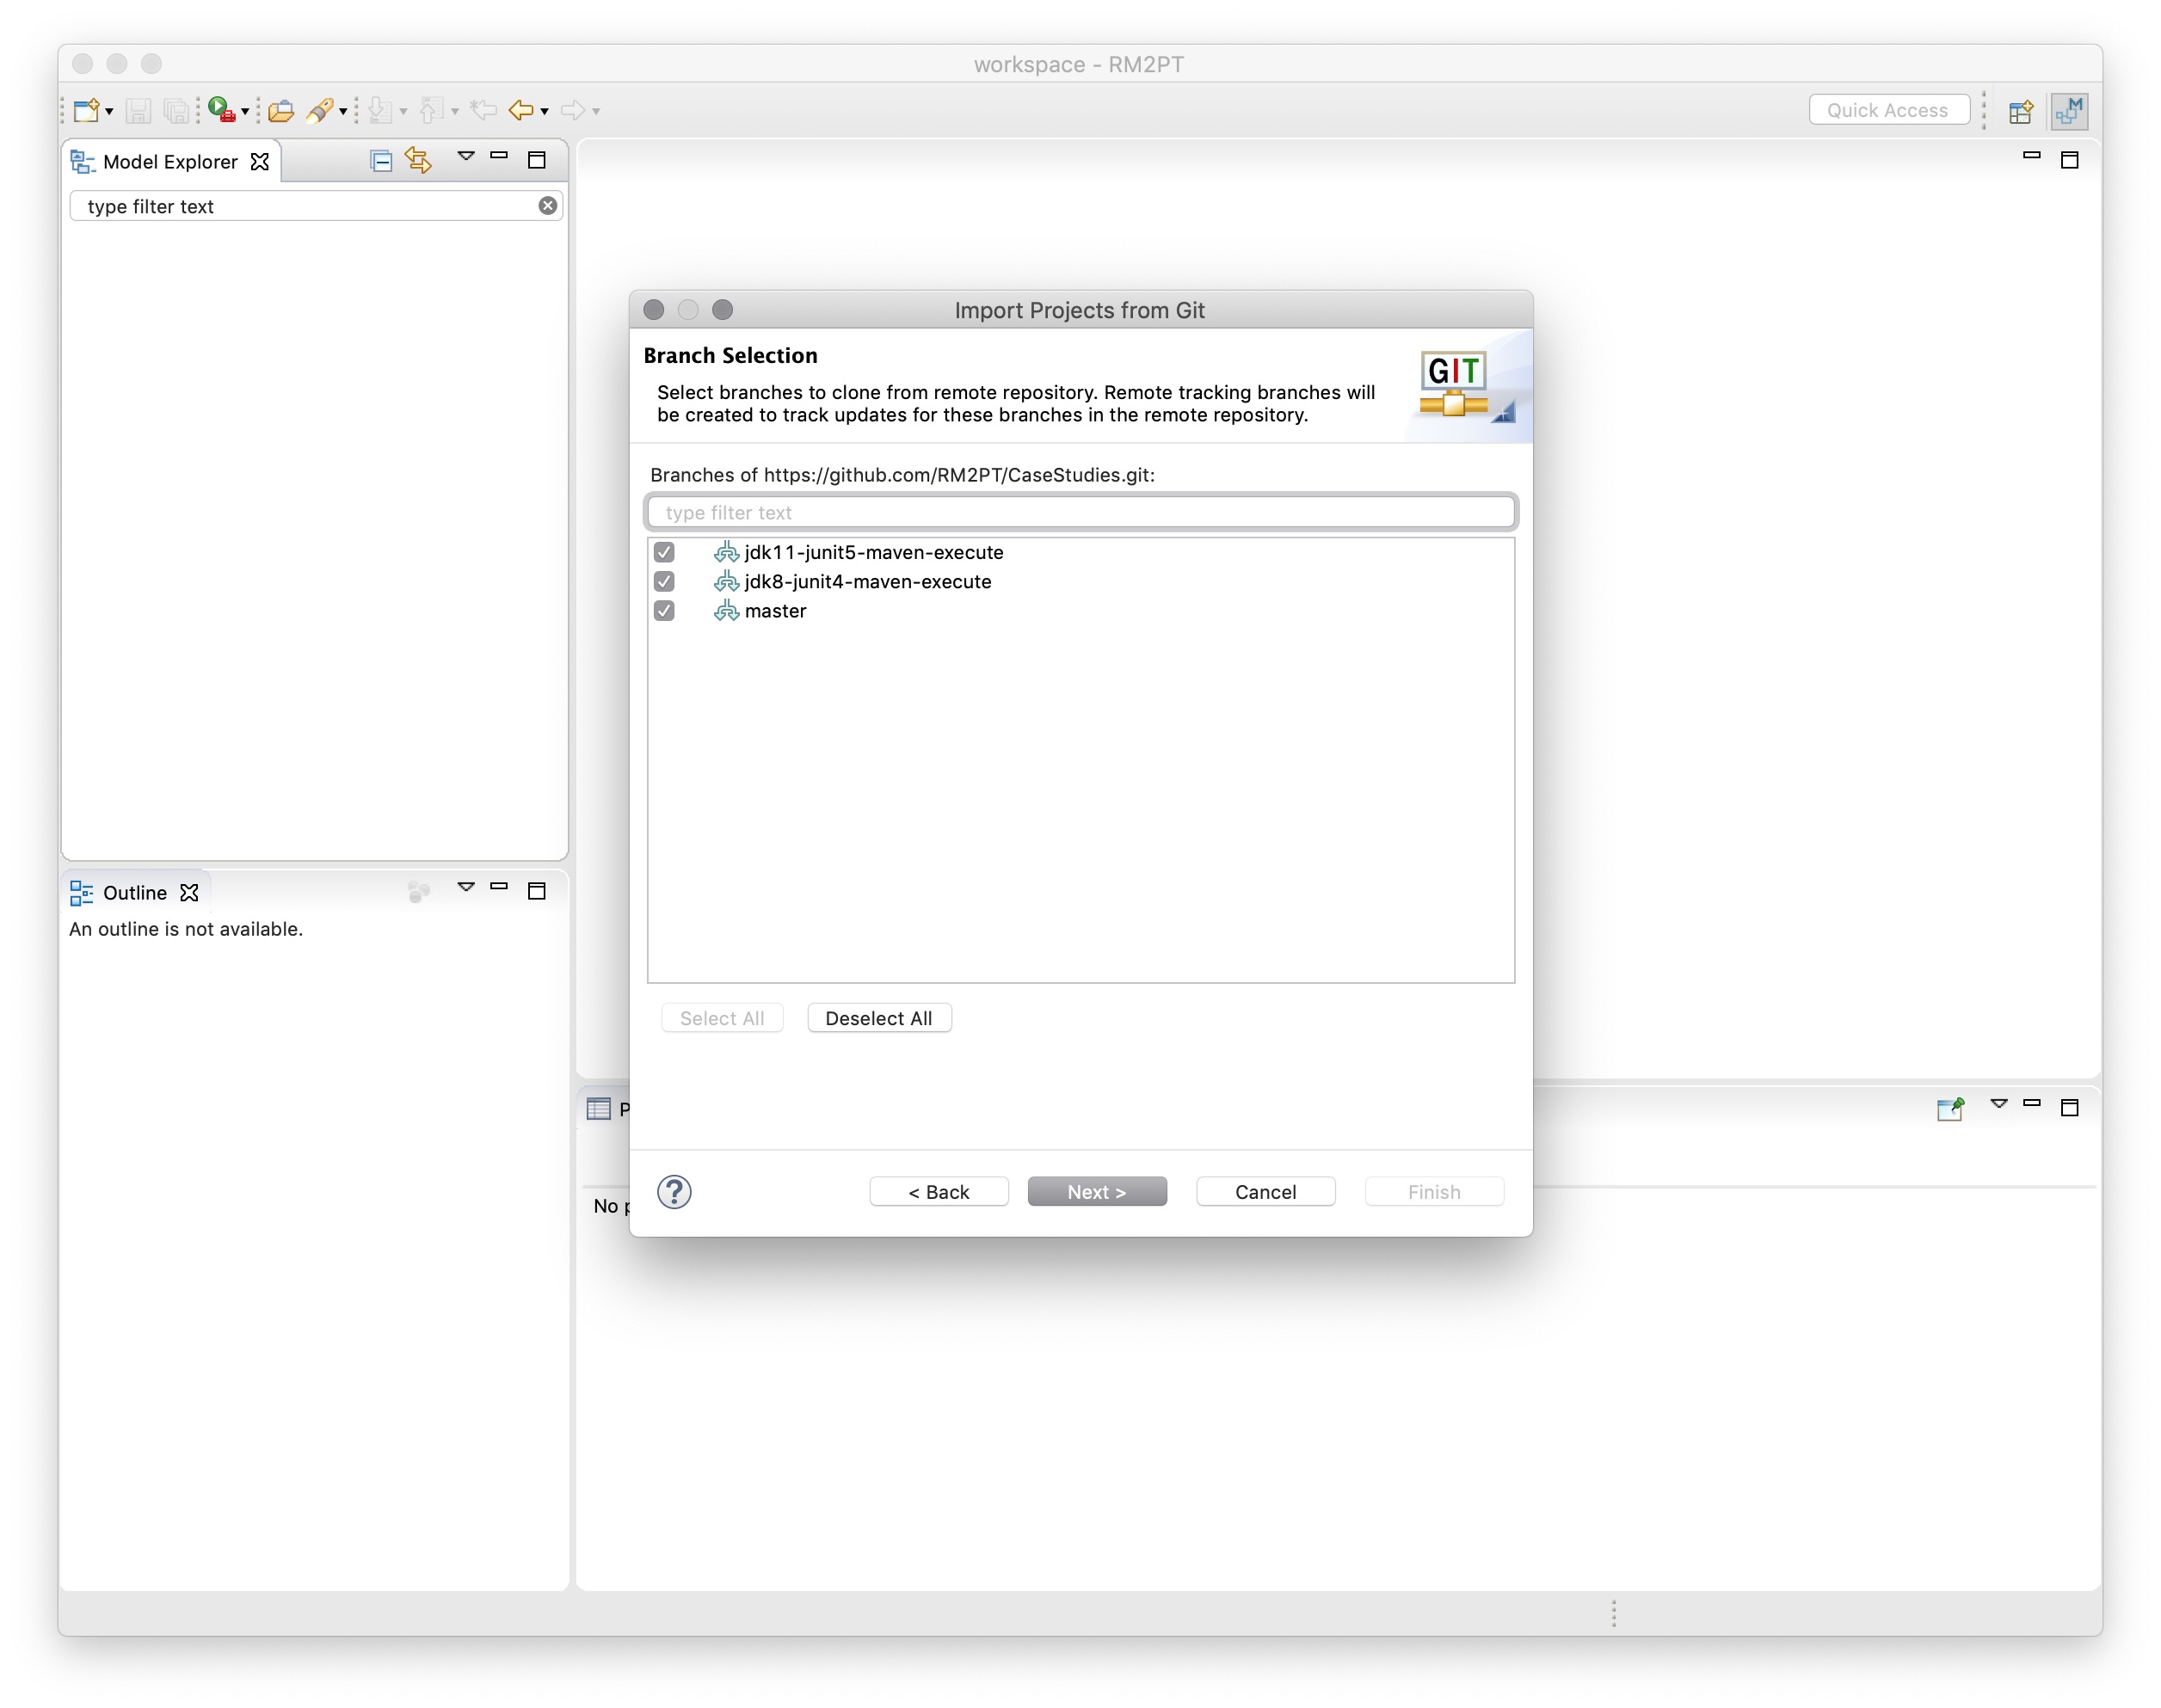 workspace - RM2PT
Quick Access
M
Model Explorer
type filter text
Import Projects from Git
Branch Selection
Select branches to clone from remote repository. Remote tracking branches will
be created to track updates for these branches in the remote repository.
GIT
Branches of https://github.com/RM2PT/CaseStudies.git:
type filter text
jdk11-junit5-maven-execute
jdk8-junit4-maven-execute
master
Select All
Deselect All
Outline
An outline is not available.
No
?
< Back
Next >
Cancel
Finish